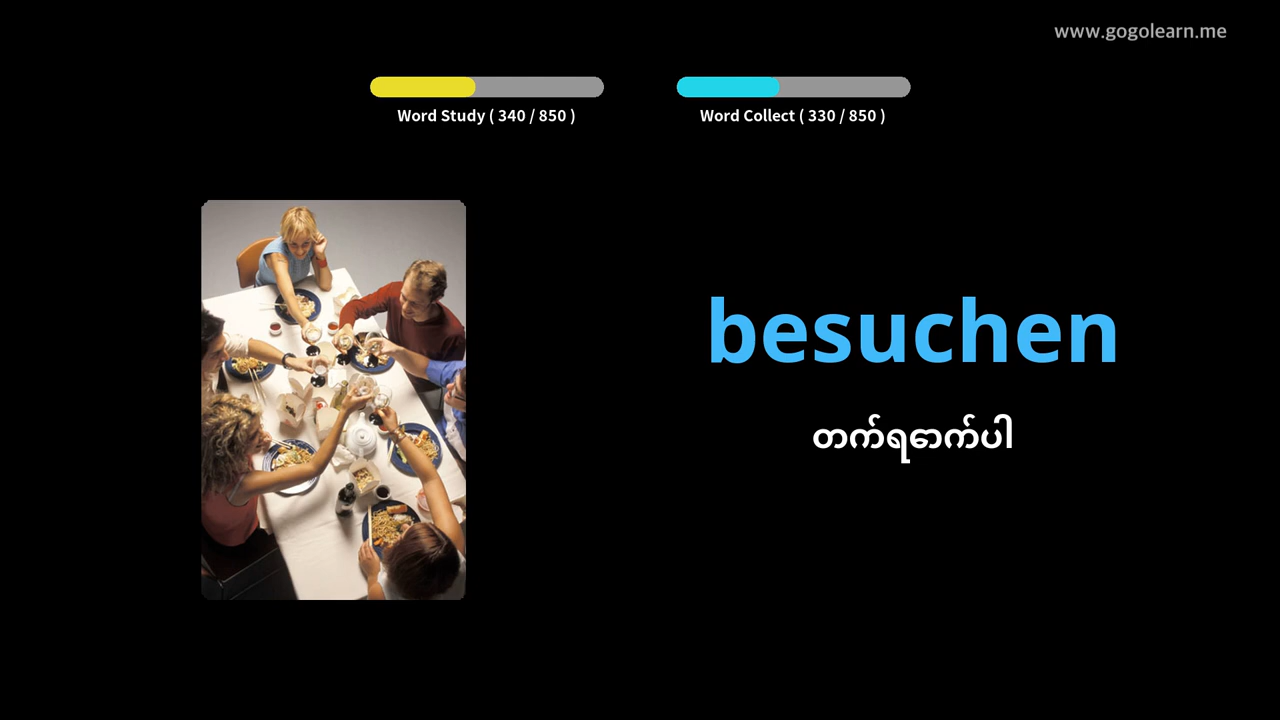 www.gogolearn.me
Word Study ( 340 / 850 )
Word Collect ( 330 / 850 )
besuchen
တက်ရောက်ပါ